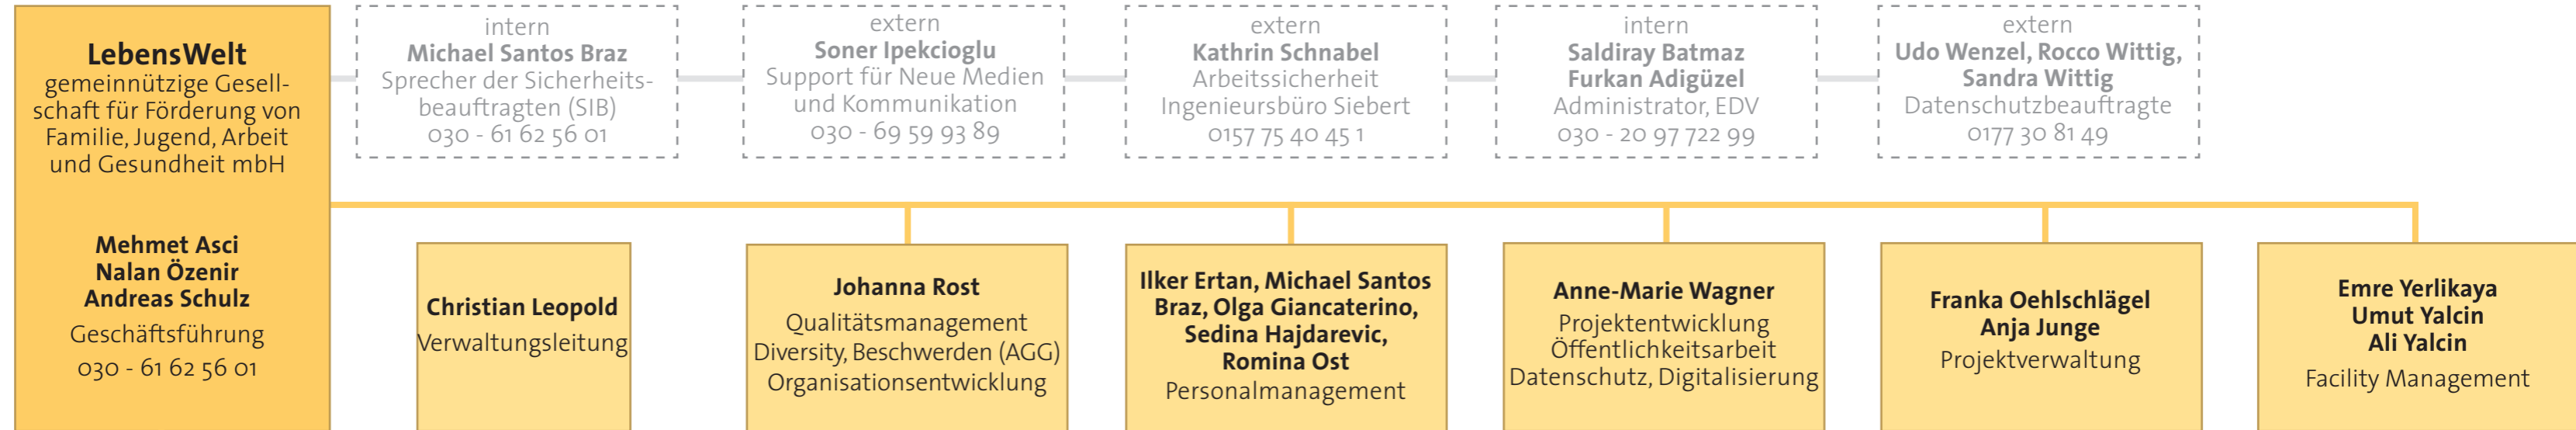 LebensWelt
gemeinnützige Gesell-
schaft für Förderung von
Familie, Jugend, Arbeit
und Gesundheit mbH
Mehmet Asci
Nalan Özenir
Andreas Schulz
Geschäftsführung
030 - 61 62 56 01
intern
Michael Santos Braz
Sprecher der Sicherheits-
beauftragten (SIB)
030 - 61 62 56 01
extern
Soner Ipekcioglu
Support für Neue Medien
und Kommunikation
030 - 69 59 93 89
extern
Kathrin Schnabel
Arbeitssicherheit
Ingenieursbüro Siebert
0157 75 40 45 1
intern
Saldiray Batmaz
Furkan Adigüzel
Administrator, EDV
030 - 20 97 722 99
extern
Udo Wenzel, Rocco Wittig,
Sandra Wittig
Datenschutzbeauftragte
0177 30 81 49
Christian Leopold
Verwaltungsleitung
Johanna Rost
Qualitätsmanagement
Diversity, Beschwerden (AGG)
Organisationsentwicklung
Ilker Ertan, Michael Santos
Braz, Olga Giancaterino,
Sedina Hajdarevic,
Romina Ost
Personalmanagement
Anne-Marie Wagner
Projektentwicklung
Öffentlichkeitsarbeit
Datenschutz, Digitalisierung
Franka Oehlschlägel
Anja Junge
Projektverwaltung
Emre Yerlikaya
Umut Yalcin
Ali Yalcin
Facility Management